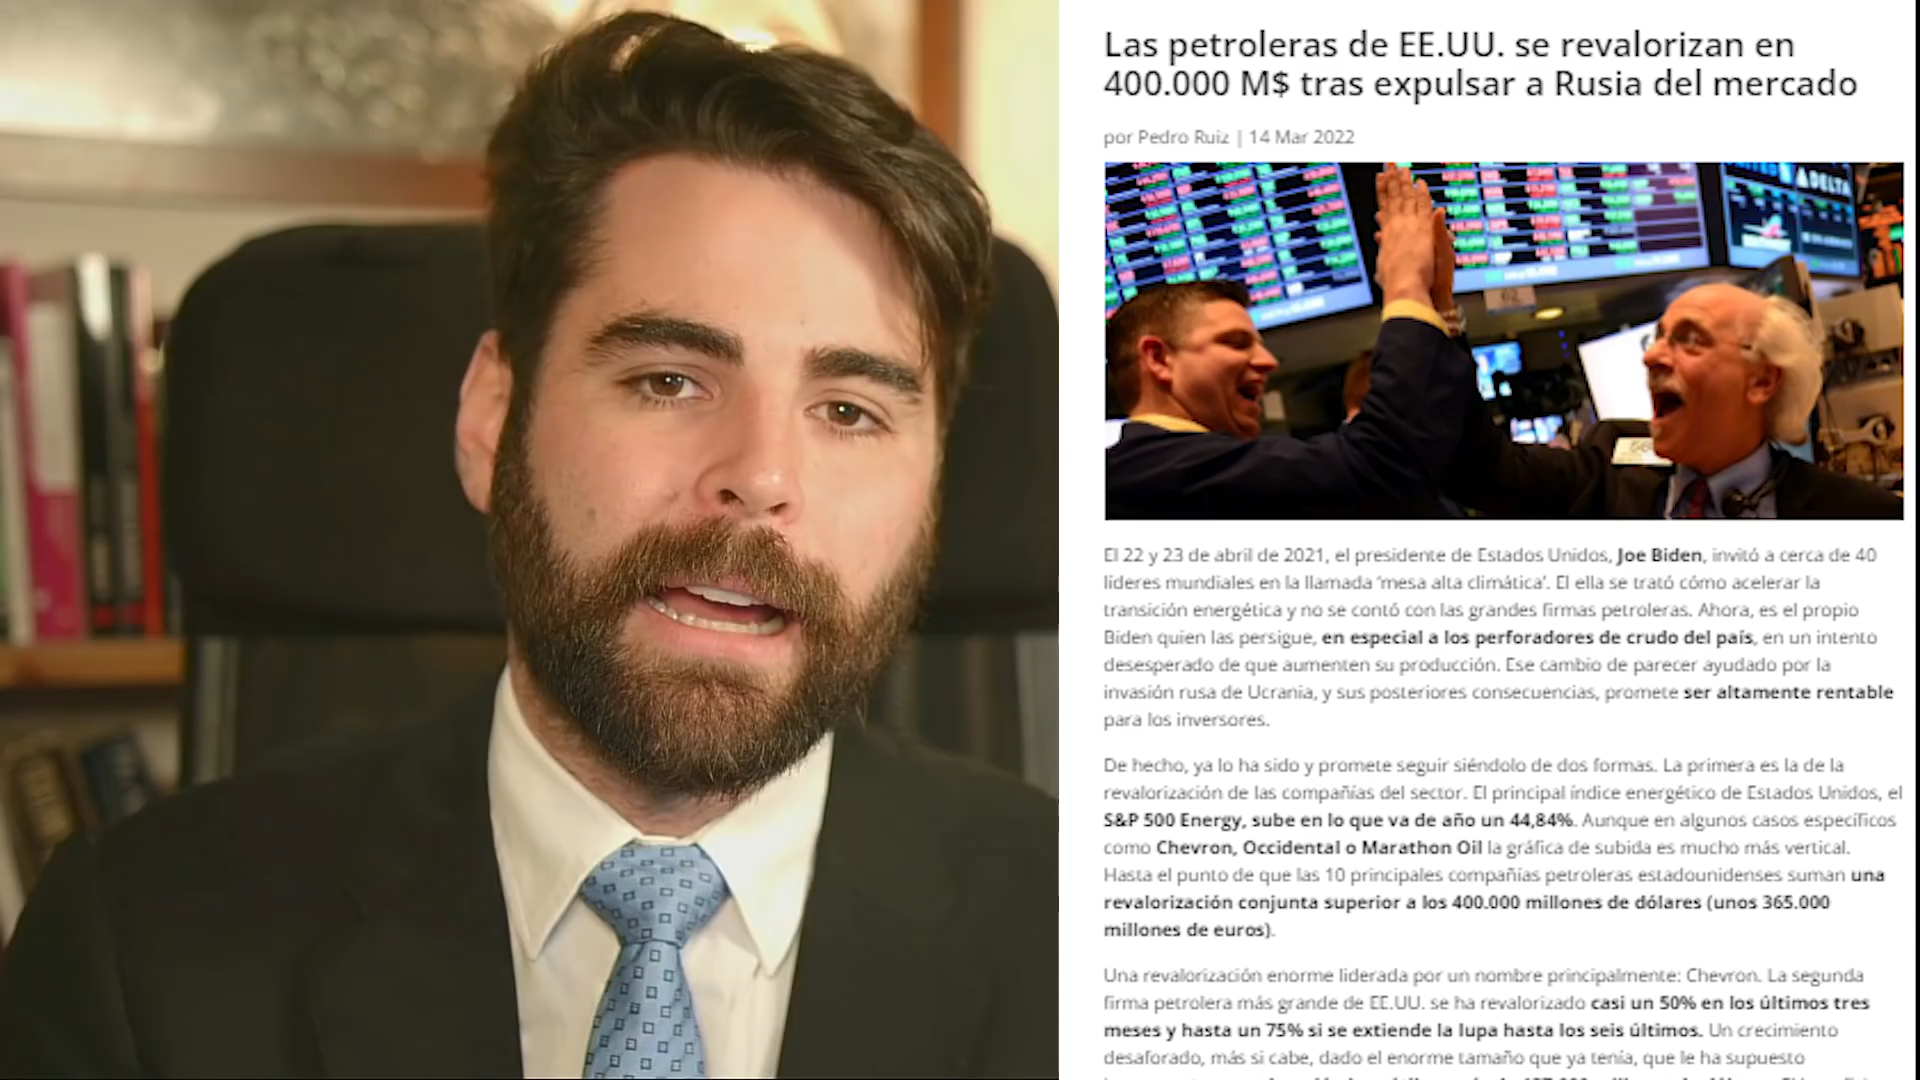 Las petroleras de EE.UU. se revalorizan en
400.000 M$ tras expulsar a Rusia del mercado
por Pedro Ruiz | 14 Mar 2022
DELTA
El 22 y 23 de abril de 2021, el presidente de Estados Unidos, Joe Biden, invitó a cerca de 40
líderes mundiales en la llamada ‘mesa alta climática’. El ella se trató cómo acelerar la
transición energética y no se contó con las grandes firmas petroleras. Ahora, es el propio
Biden quien las persigue, en especial a los perforadores de crudo del país, en un intento
desesperado de que aumenten su producción. Ese cambio de parecer ayudado por la
invasión rusa de Ucrania, y sus posteriores consecuencias, promete ser altamente rentable
para los inversores.
De hecho, ya lo ha sido y promete seguir siéndolo de dos formas. La primera es la de la
revalorización de las compañías del sector. El principal índice energético de Estados Unidos, el
S&P 500 Energy, sube en lo que va de año un 44,84%. Aunque en algunos casos específicos
como Chevron, Occidental o Marathon Oil la gráfica de subida es mucho más vertical.
Hasta el punto de que las 10 principales compañías petroleras estadounidenses suman una
revalorización conjunta superior a los 400.000 millones de dólares (unos 365.000
millones de euros).
Una revalorización enorme liderada por un nombre principalmente: Chevron. La segunda
firma petrolera más grande de EE.UU. se ha revalorizado casi un 50% en los últimos tres
meses y hasta un 75% si se extiende la lupa hasta los seis últimos. Un crecimiento
desaforado, más si cabe, dado el enorme tamaño que ya tenía, que le ha supuesto